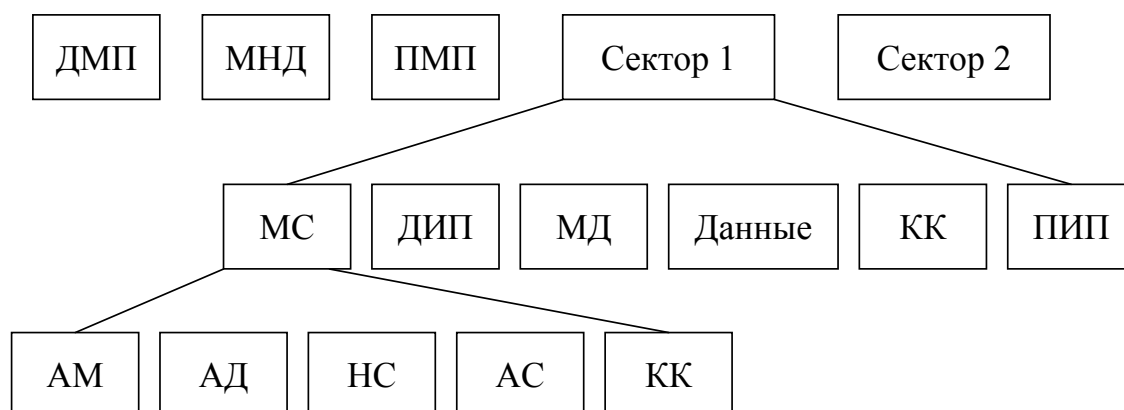 ДМП МНД ПМП Сектор 1 Сектор 2
МС ДИП МД Данные КК ПИП
АМ АД НС АС КК